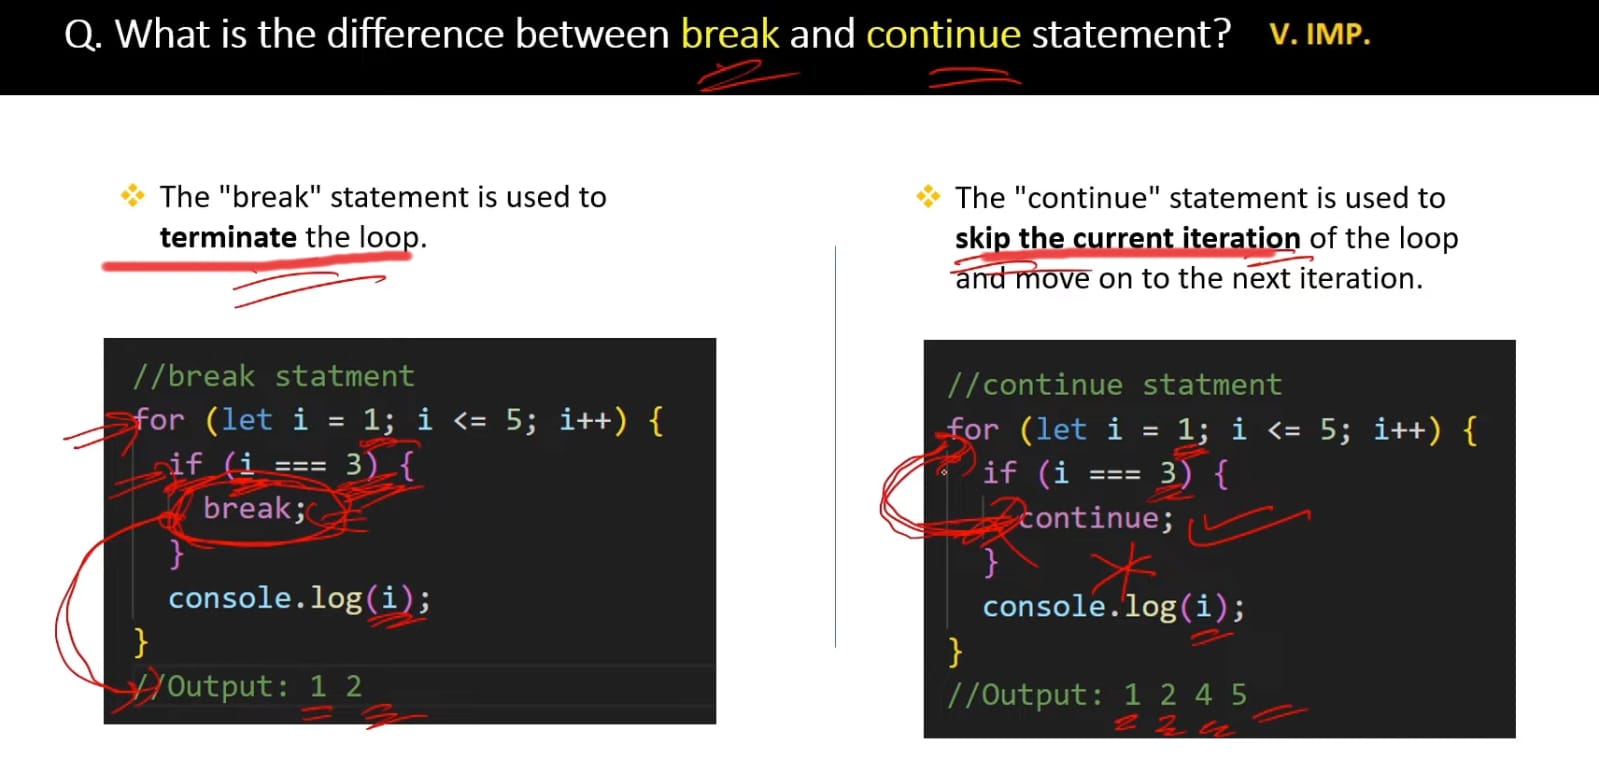 Q. What is the difference between break and continue statement? V. IMP.
The "break" statement is used to
terminate the loop.
//break statment
for (let i = 1; i <= 5; i++) {
if (i === 3) {
break;
}
console.log(i);
}
//Output: 1 2
The "continue" statement is used to
skip the current iteration of the loop
and move on to the next iteration.
//continue statment
for (let i = 1; i <= 5; i++) {
if (i === 3) {
continue;
}
console.log(i);
}
//Output: 1 2 4 5